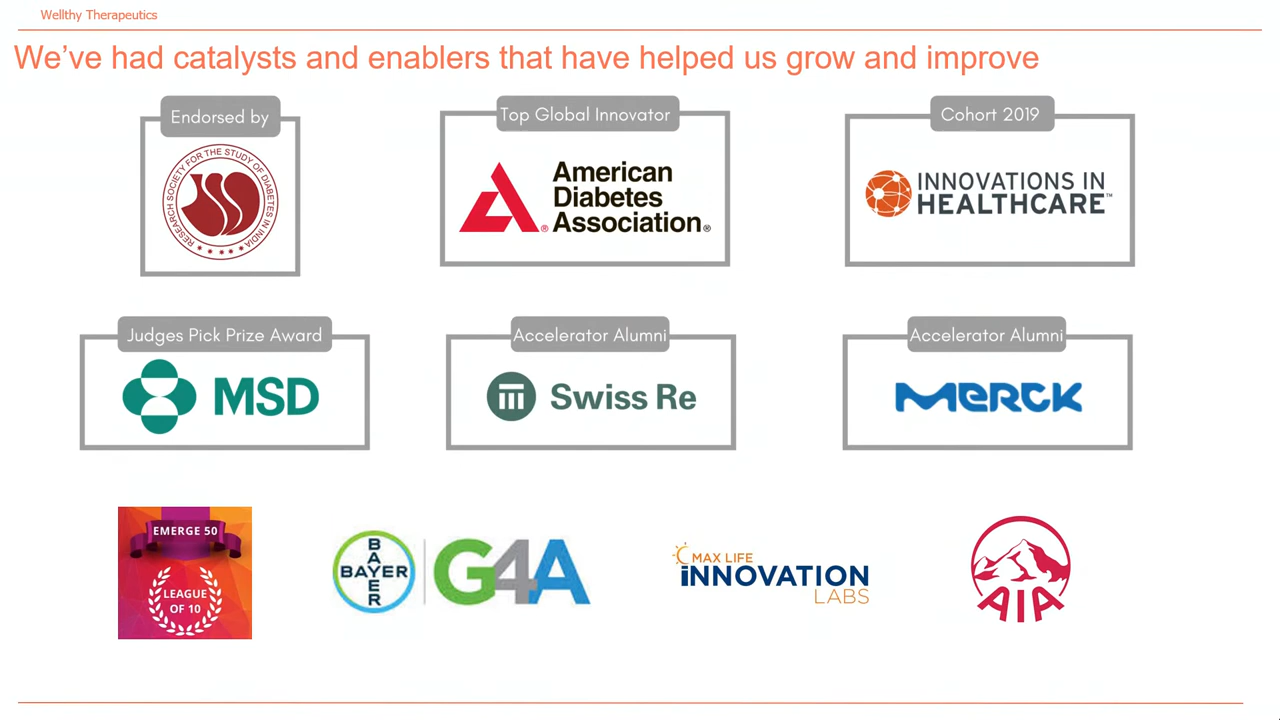 Wellthy Therapeutics
We've had catalysts and enablers that have helped us grow and improve
Endorsed by
RESEARCH SOCIETY FOR THE STUDY OF DIABETES IN INDIA
Top Global Innovator
American
Diabetes
Association.®
®
Cohort 2019
INNOVATIONS IN
HEALTHCARE™
Judges Pick Prize Award
MSD
Accelerator Alumni
Swiss Re
Accelerator Alumni
MERCK
EMERGE 50
LEAGUE
OF 10
BAYER
BAYER
G4A
MAX LIFE
INNOVATION
LABS
AIA